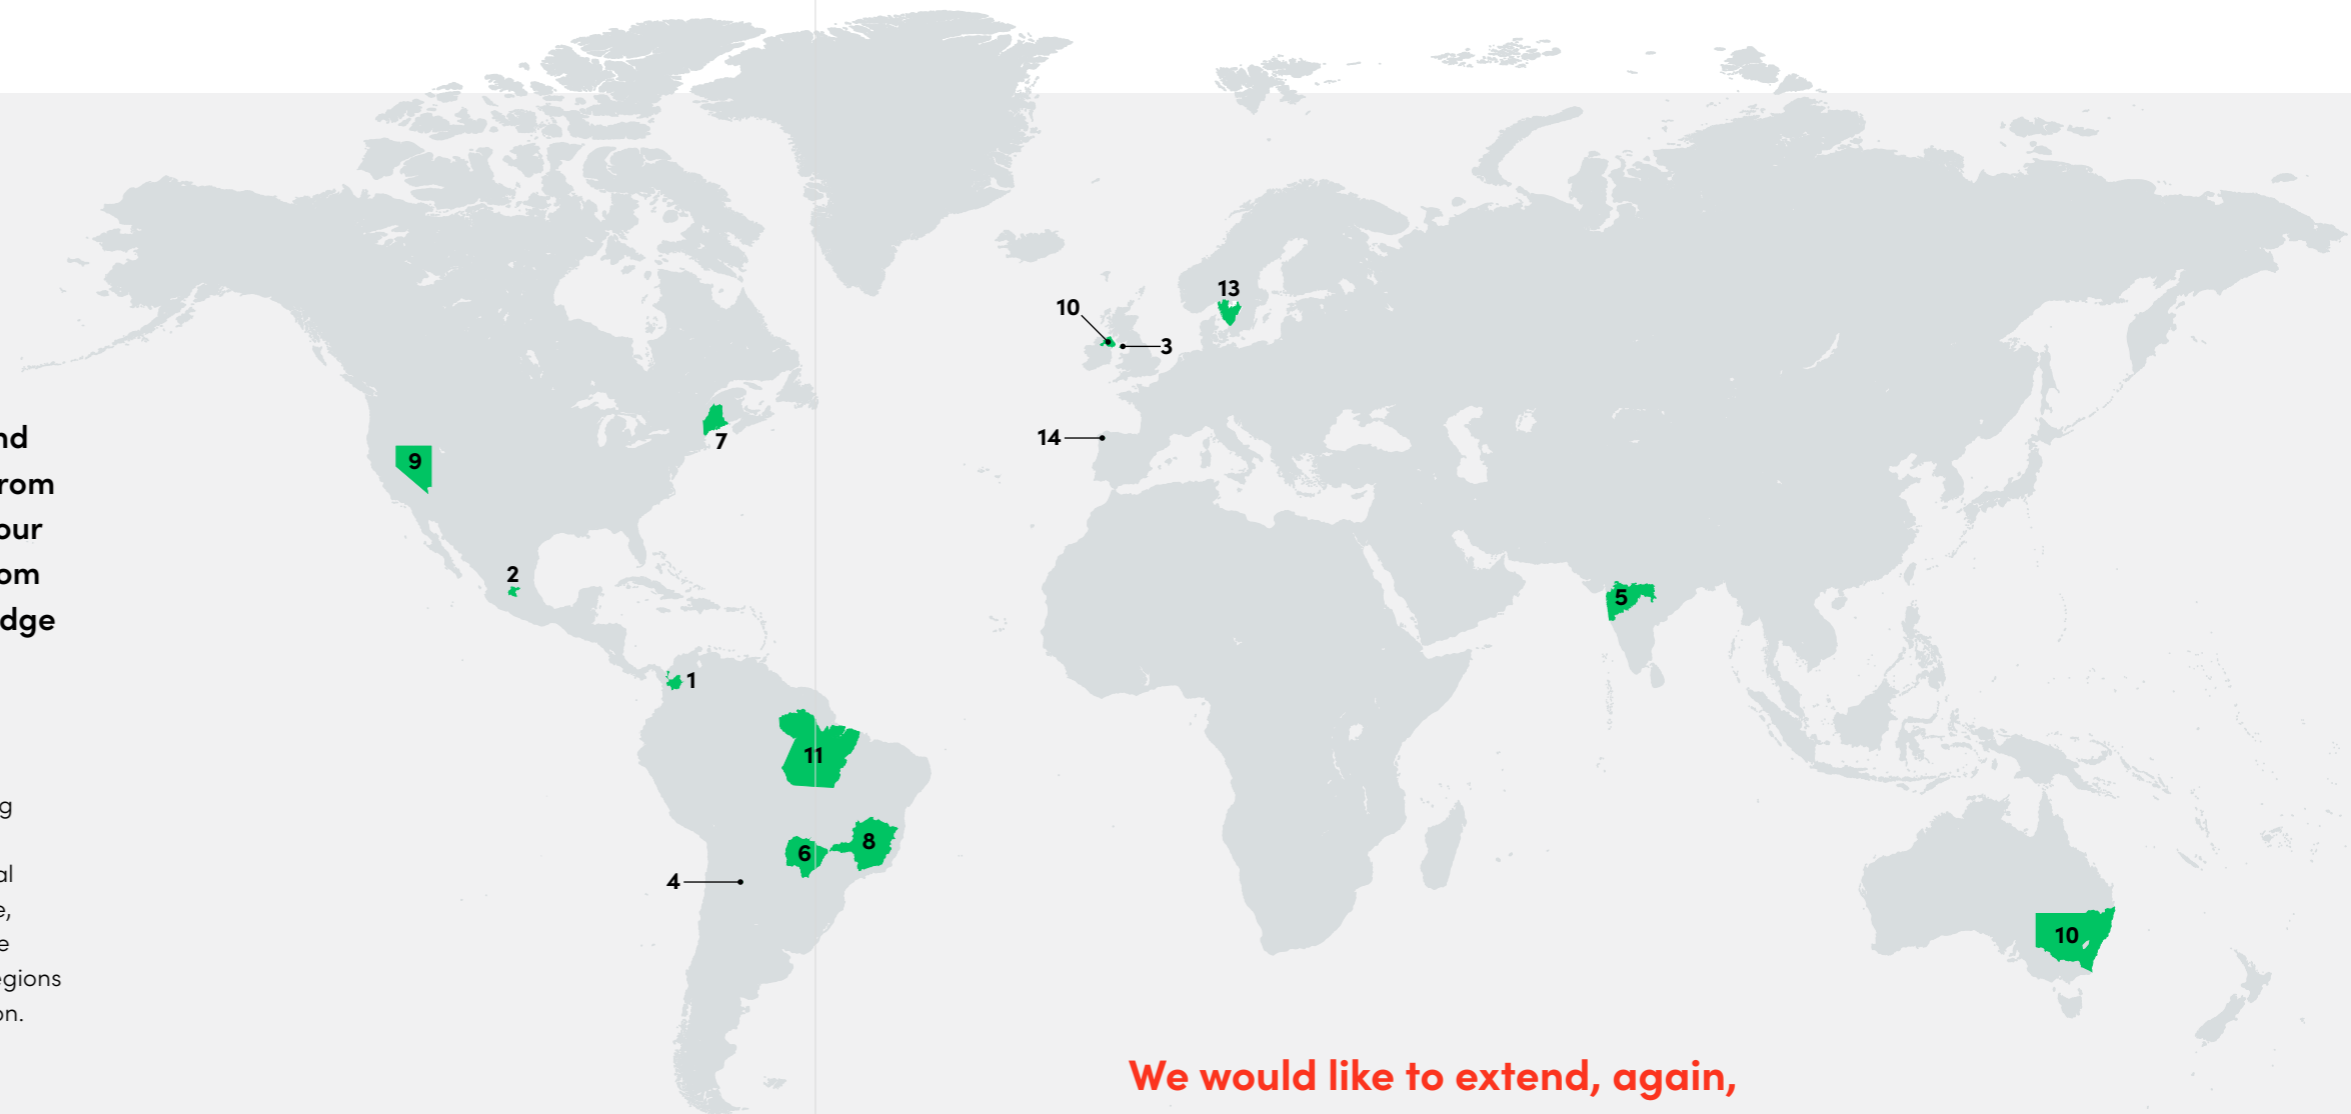 nd
rom
our
om
dge
g
al
e,
e
egions
on.
13
10
3
14
7
9
2
5
1
11
8
6
4
10
We would like to extend, again,